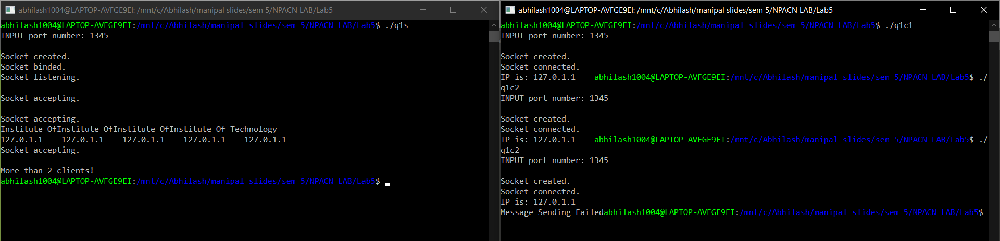 abhilash1004@LAPTOP-AVFGE9EI: /mnt/c/Abhilash/manipal slides/sem 5/NPACN LAB/Lab5
abhilash1004@LAPTOP-AVFGE9EI:/mnt/c/Abhilash/manipal slides/sem 5/NPACN LAB/Lab5$ ./q1s
INPUT port number: 1345
Socket created.
Socket binded.
Socket listening.
Socket accepting.
Socket accepting.
Institute OfInstitute OfInstitute OfInstitute Of Technology
127.0.1.1    127.0.1.1    127.0.1.1    127.0.1.1    127.0.1.1
Socket accepting.
More than 2 clients!
abhilash1004@LAPTOP-AVFGE9EI:/mnt/c/Abhilash/manipal slides/sem 5/NPACN LAB/Lab5$
abhilash1004@LAPTOP-AVFGE9EI: /mnt/c/Abhilash/manipal slides/sem 5/NPACN LAB/Lab5
abhilash1004@LAPTOP-AVFGE9EI:/mnt/c/Abhilash/manipal slides/sem 5/NPACN LAB/Lab5$ ./q1c1
INPUT port number: 1345
Socket created.
Socket connected.
IP is: 127.0.1.1    abhilash1004@LAPTOP-AVFGE9EI:/mnt/c/Abhilash/manipal slides/sem 5/NPACN LAB/Lab5$ ./
q1c2
INPUT port number: 1345
Socket created.
Socket connected.
IP is: 127.0.1.1    abhilash1004@LAPTOP-AVFGE9EI:/mnt/c/Abhilash/manipal slides/sem 5/NPACN LAB/Lab5$ ./
q1c2
INPUT port number: 1345
Socket created.
Socket connected.
IP is: 127.0.1.1
Message Sending Failedabhilash1004@LAPTOP-AVFGE9EI:/mnt/c/Abhilash/manipal slides/sem 5/NPACN LAB/Lab5$